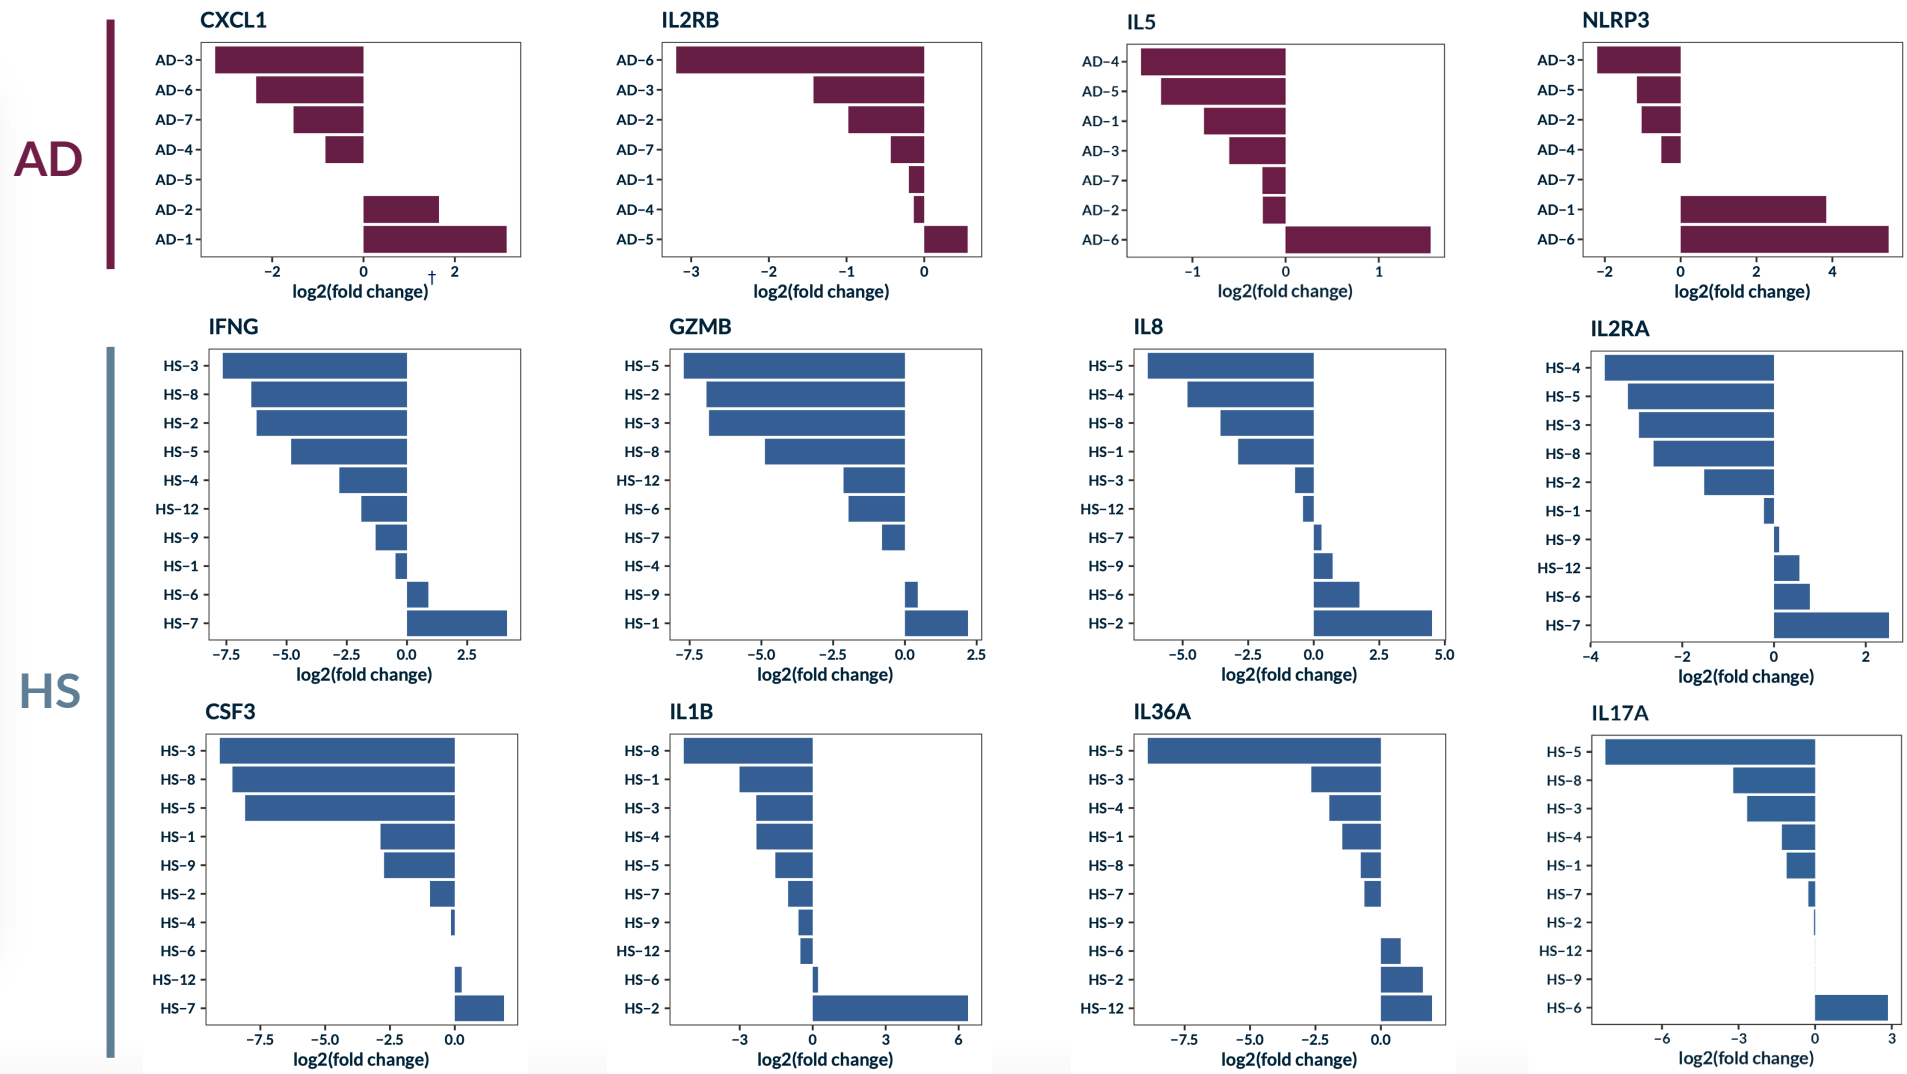 AD
CXCL1
AD-3
AD-6
AD-7
AD-4
AD-5
AD-2
AD-1
−2 0 2
log2(fold change)†
IL2RB
AD-6
AD-3
AD-2
AD-7
AD-1
AD-4
AD-5
−3 −2 −1 0
log2(fold change)
IL5
AD-4
AD-5
AD-1
AD-3
AD-7
AD-2
AD-6
−1 0 1
log2(fold change)
NLRP3
AD-3
AD-5
AD-2
AD-4
AD-7
AD-1
AD-6
−2 0 2 4
log2(fold change)
HS
IFNG
HS-3
HS-8
HS-2
HS-5
HS-4
HS-12
HS-9
HS-1
HS-6
HS-7
−7.5 −5.0 −2.5 0.0 2.5
log2(fold change)
GZMB
HS-5
HS-2
HS-3
HS-8
HS-12
HS-6
HS-7
HS-4
HS-9
HS-1
−7.5 −5.0 −2.5 0.0 2.5
log2(fold change)
IL8
HS-5
HS-4
HS-8
HS-1
HS-3
HS-12
HS-7
HS-9
HS-6
HS-2
−5.0 −2.5 0.0 2.5 5.0
log2(fold change)
IL2RA
HS-4
HS-5
HS-3
HS-8
HS-2
HS-1
HS-9
HS-12
HS-6
HS-7
−4 −2 0 2
log2(fold change)
CSF3
HS-3
HS-8
HS-5
HS-1
HS-9
HS-2
HS-4
HS-6
HS-12
HS-7
−7.5 −5.0 −2.5 0.0
log2(fold change)
IL1B
HS-8
HS-1
HS-3
HS-4
HS-5
HS-7
HS-9
HS-12
HS-6
HS-2
−3 0 3 6
log2(fold change)
IL36A
HS-5
HS-3
HS-4
HS-1
HS-8
HS-7
HS-9
HS-6
HS-2
HS-12
−7.5 −5.0 −2.5 0.0
log2(fold change)
IL17A
HS-5
HS-8
HS-3
HS-4
HS-1
HS-7
HS-2
HS-12
HS-9
HS-6
−6 −3 0 3
log2(fold change)